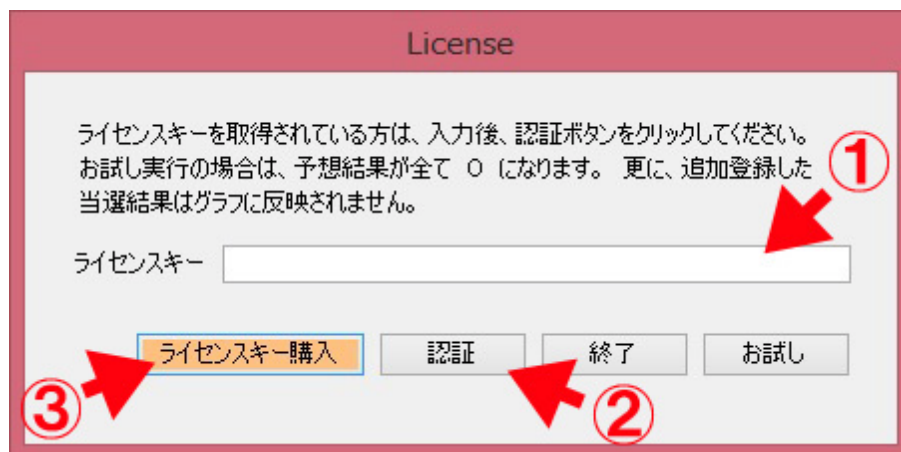 License
ライセンスキーを取得されている方は、入力後、認証ボタンをクリックしてください。
お試し実行の場合は、予想結果が全て 0 になります。 更に、追加登録した
当選結果はグラフに反映されません。
①
ライセンスキー
ライセンスキー購入 認証 終了 お試し
③ ②